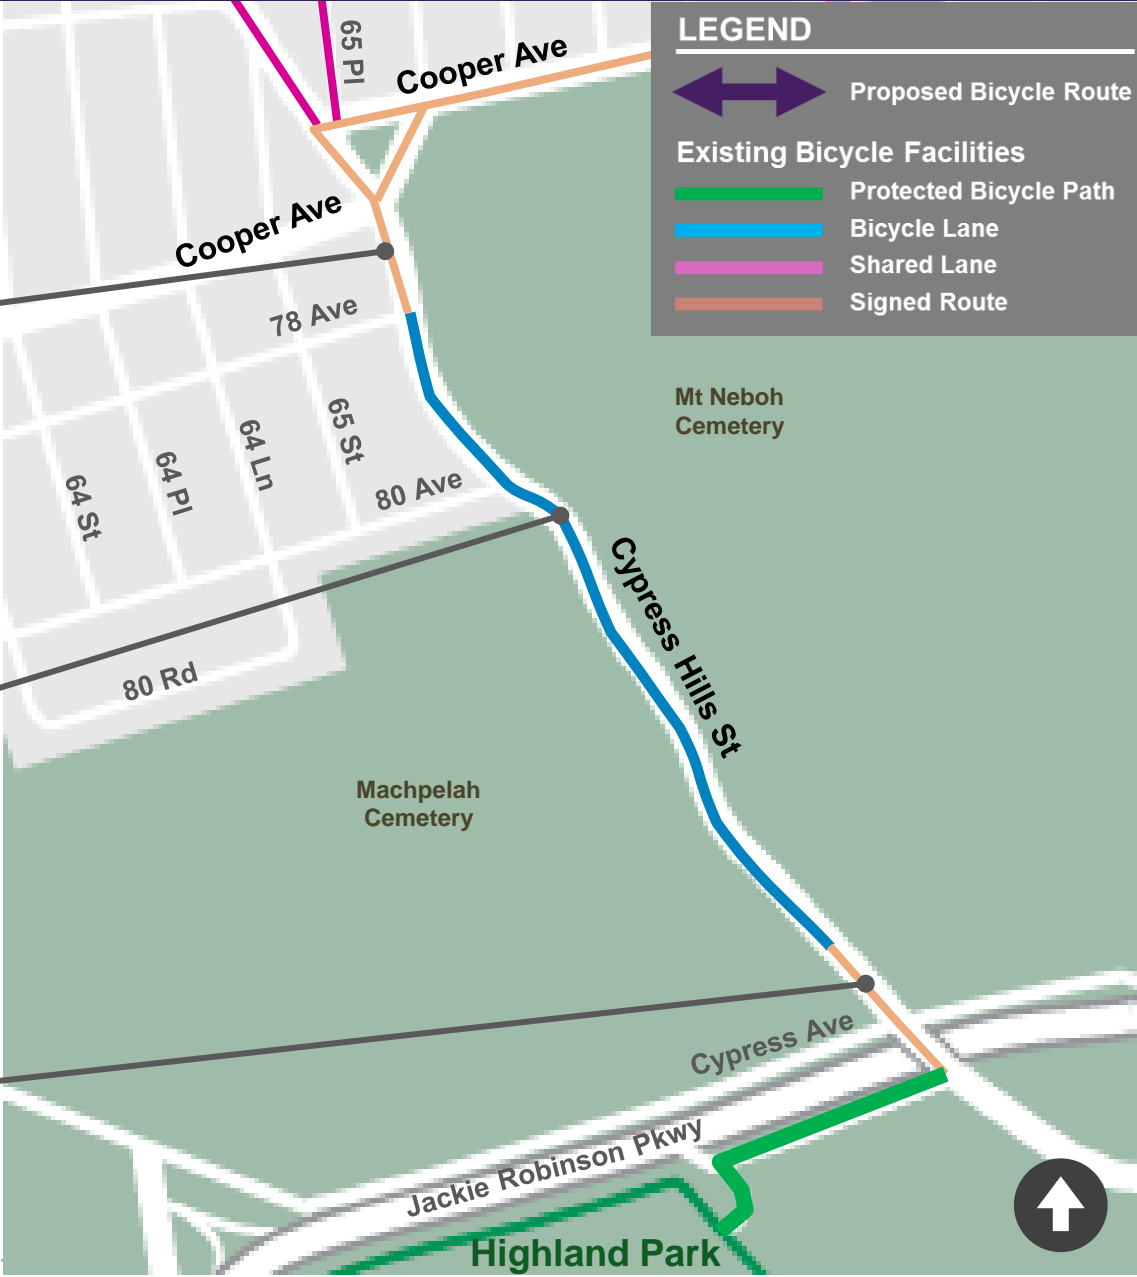 65 Pl
Cooper Ave
LEGEND
Proposed Bicycle Route
Existing Bicycle Facilities
Protected Bicycle Path
Bicycle Lane
Shared Lane
Signed Route
Cooper Ave
78 Ave
Mt Neboh
Cemetery
65 St
64 Ln
64 Pl
64 St
80 Ave
Cypress Hills St
80 Rd
Machpelah
Cemetery
Cypress Ave
Jackie Robinson Pkwy
Highland Park